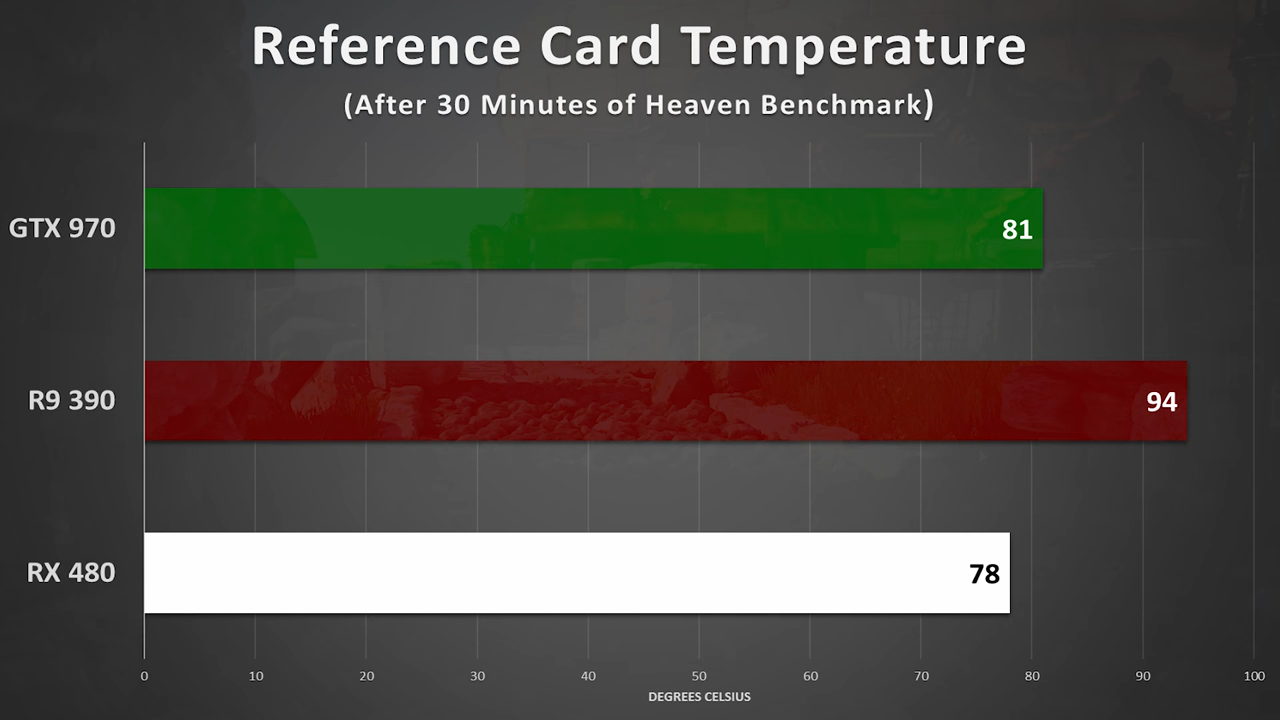 Reference Card Temperature
(After 30 Minutes of Heaven Benchmark)
GTX 970
81
R9 390
94
RX 480
78
0 10 20 30 40 50 60 70 80 90 100
DEGREES CELSIUS